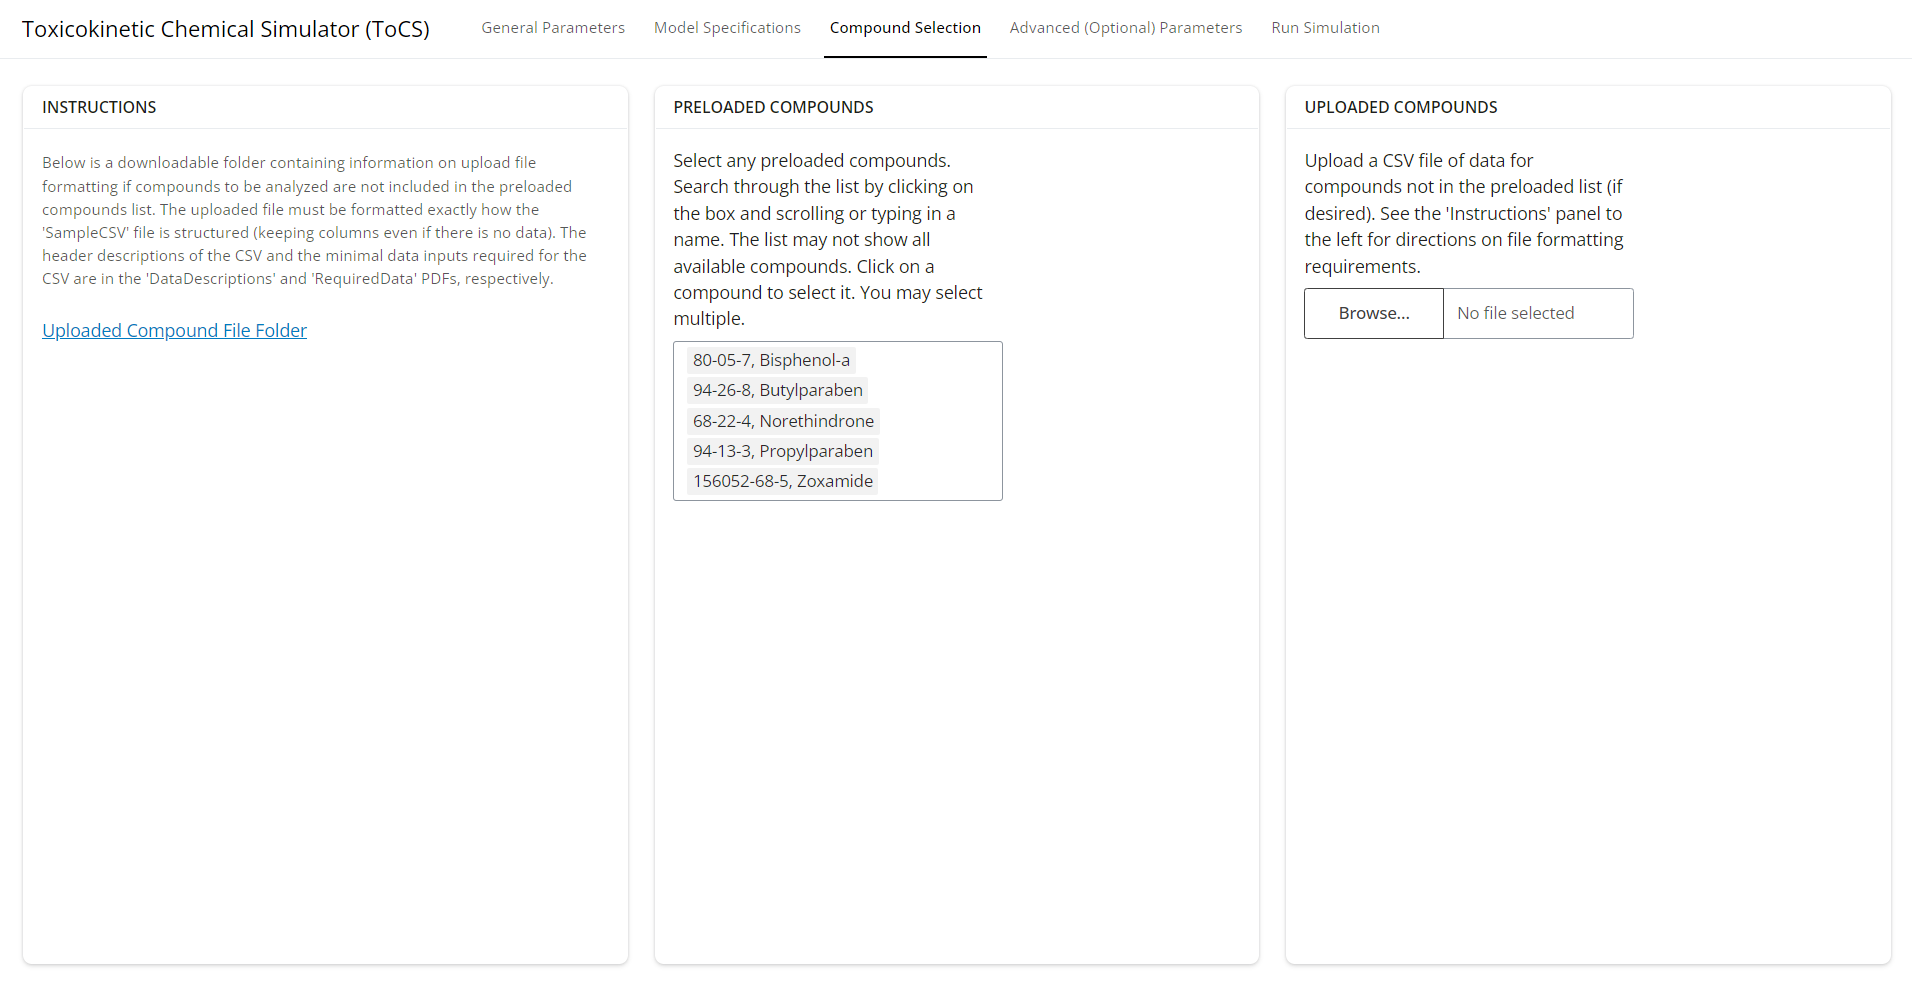 Toxicokinetic Chemical Simulator (ToCS)
General Parameters
Model Specifications
Compound Selection
Advanced (Optional) Parameters
Run Simulation
INSTRUCTIONS
Below is a downloadable folder containing information on upload file
formatting if compounds to be analyzed are not included in the preloaded
compounds list. The uploaded file must be formatted exactly how the
'SampleCSV' file is structured (keeping columns even if there is no data). The
header descriptions of the CSV and the minimal data inputs required for the
CSV are in the 'DataDescriptions' and 'RequiredData' PDFs, respectively.
Uploaded Compound File Folder
PRELOADED COMPOUNDS
Select any preloaded compounds.
Search through the list by clicking on
the box and scrolling or typing in a
name. The list may not show all
available compounds. Click on a
compound to select it. You may select
multiple.
80-05-7, Bisphenol-a
94-26-8, Butylparaben
68-22-4, Norethindrone
94-13-3, Propylparaben
156052-68-5, Zoxamide
UPLOADED COMPOUNDS
Upload a CSV file of data for
compounds not in the preloaded list (if
desired). See the 'Instructions' panel to
the left for directions on file formatting
requirements.
Browse...
No file selected